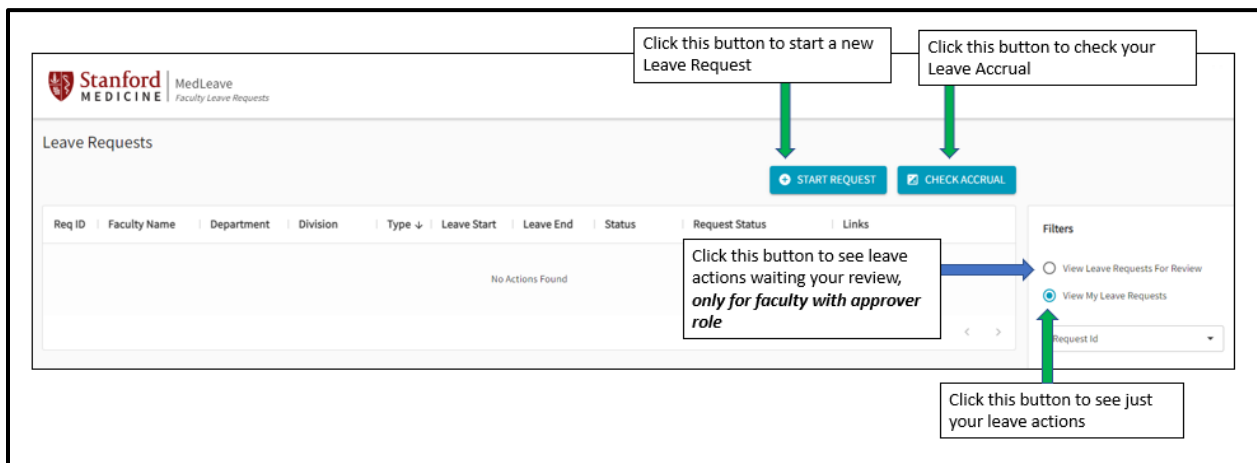 Click this button to start a new
Leave Request
Click this button to check your
Leave Accrual
Stanford
MEDICINE
MedLeave
Faculty Leave Requests
Leave Requests
START REQUEST
CHECK ACCRUAL
Req ID Faculty Name Department Division Type Leave Start Leave End Status Request Status Links
No Actions Found
Click this button to see leave
actions waiting your review,
only for faculty with approver
role
Filters
View Leave Requests For Review
View My Leave Requests
Request Id
Click this button to see just
your leave actions